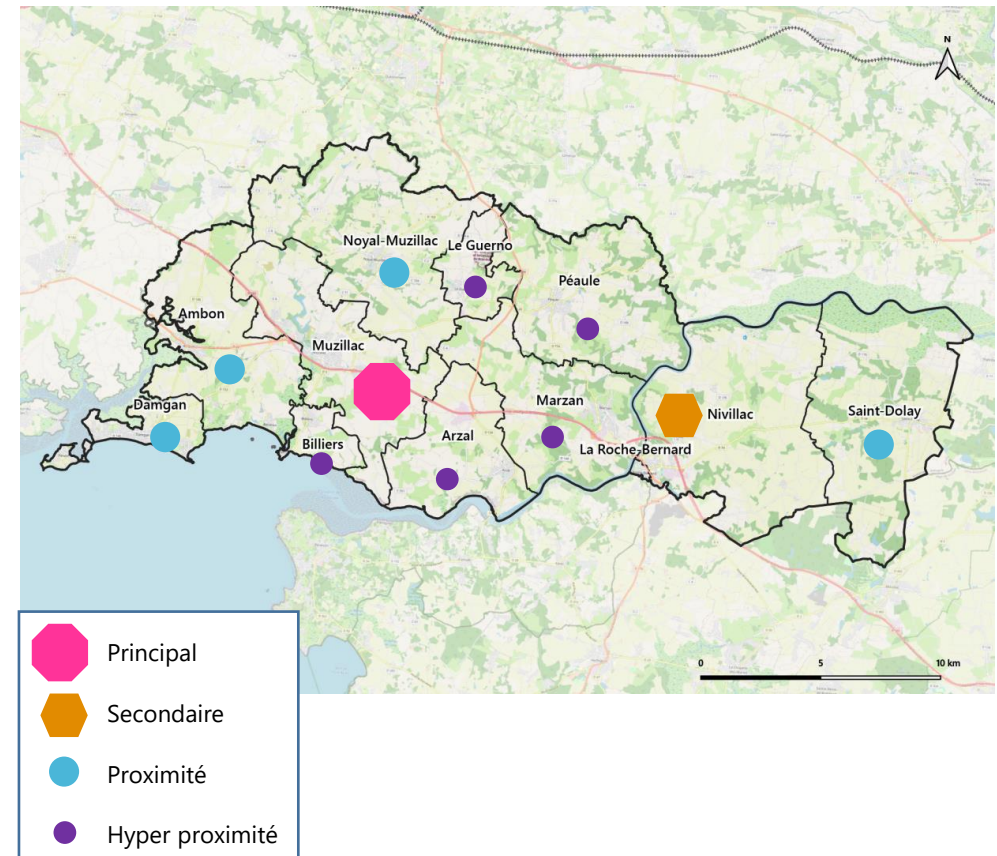 N
Noyal-Muzillac
Le Guerno
Péaule
Ambon
Muzillac
Damgan
Marzan
Nivillac
Saint-Dolay
Billiers
Arzal
La Roche-Bernard
0
5
10 km
Principal
Secondaire
Proximité
Hyper proximité